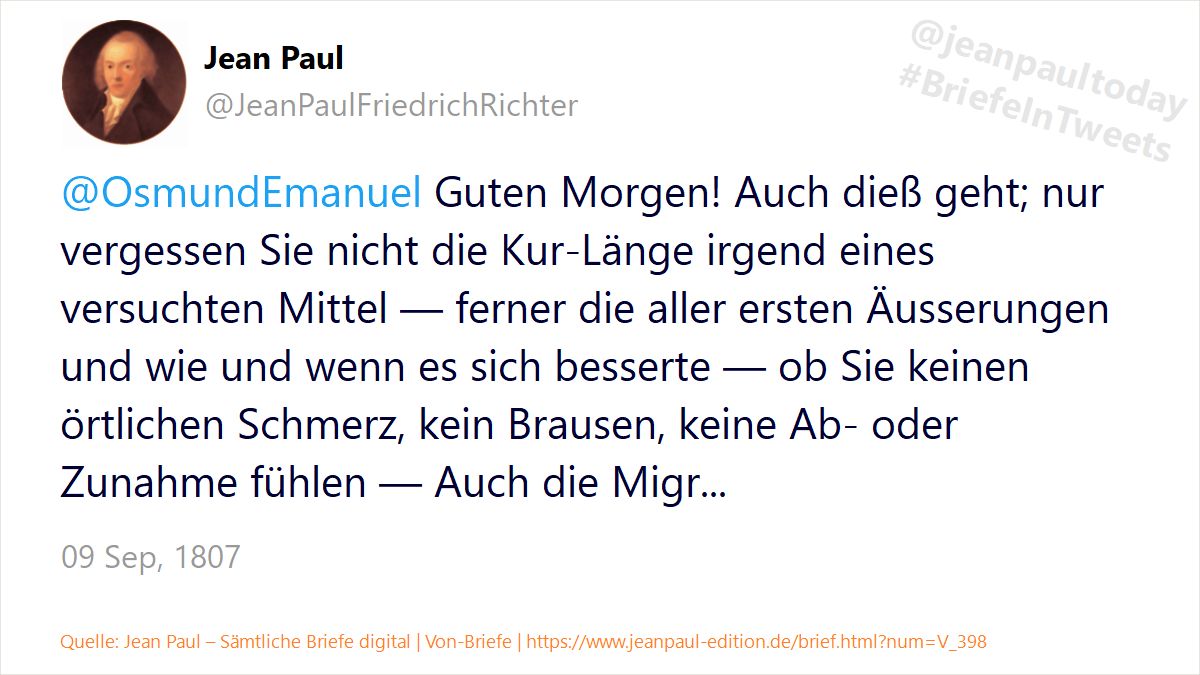 Jean Paul
@JeanPaulFriedrichRichter
@jeanpaultoday
#BriefeInTweets
@OsmundEmanuel Guten Morgen! Auch dieß geht; nur
vergessen Sie nicht die Kur-Länge irgend eines
versuchten Mittel — ferner die aller ersten Äusserungen
und wie und wenn es sich besserte — ob Sie keinen
örtlichen Schmerz, kein Brausen, keine Ab- oder
Zunahme fühlen — Auch die Migr...
09 Sep, 1807
Quelle: Jean Paul – Sämtliche Briefe digital | Von-Briefe | https://www.jeanpaul-edition.de/brief.html?num=V_398